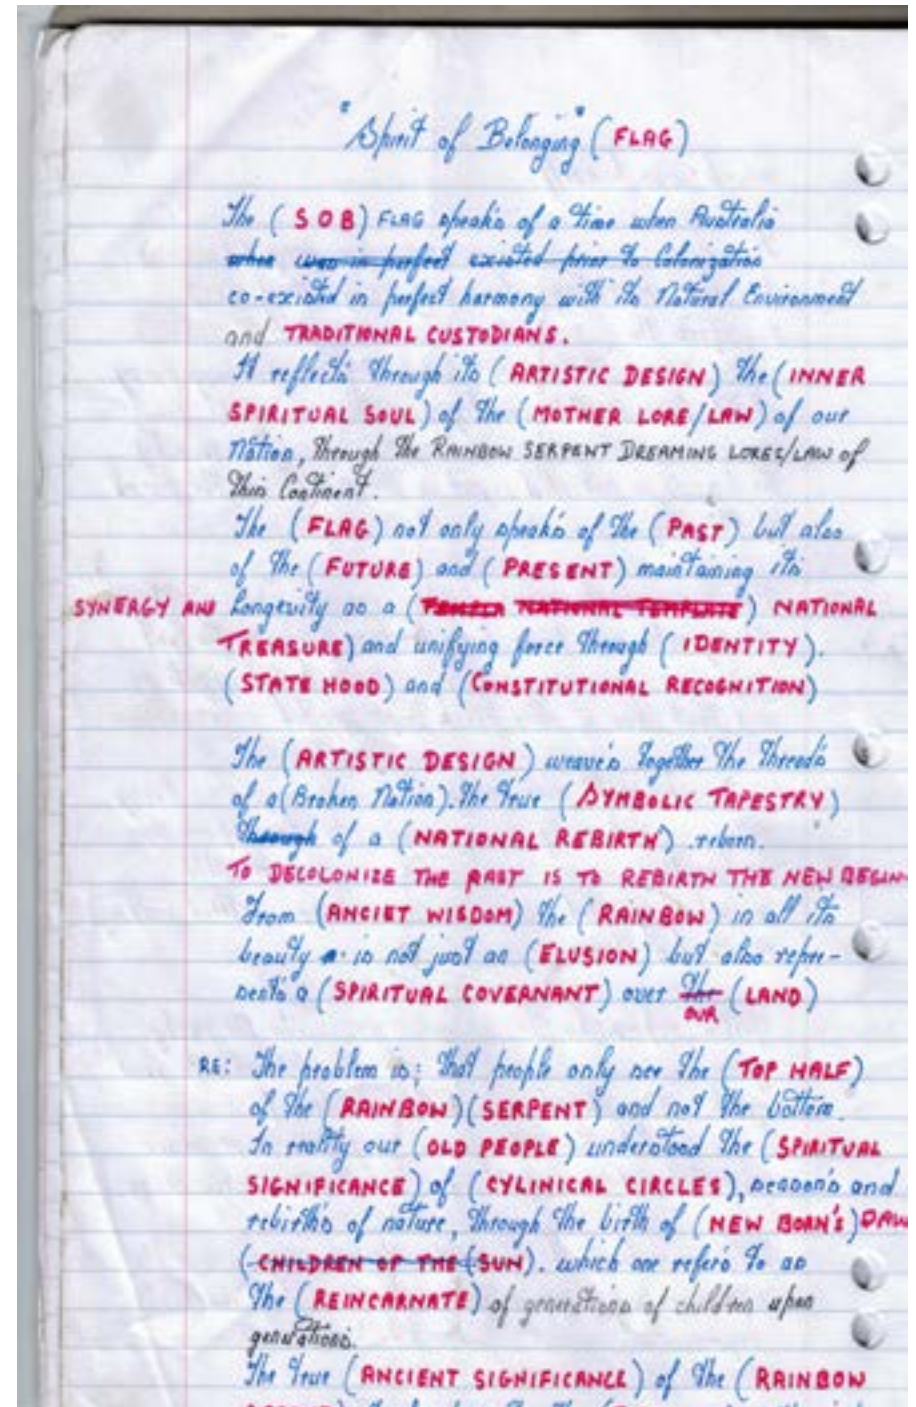 "Spirit of Belonging" (FLAG)
The (SOB) FLAG speak's of a time when Australia
when was in perfect existed prior to Colonization
co-existed in perfect harmony with its Natural Environment
and TRADITIONAL CUSTODIANS.
It reflect's through its (ARTISTIC DESIGN) the (INNER
SPIRITUAL SOUL) of the (MOTHER LORE/LAW) of our
Nation, through the RAINBOW SERPENT DREAMING LORES/LAW of
this Continent.
The (FLAG) not only speak's of the (PAST) but also
of the (FUTURE) and (PRESENT) maintaining its
SYNERGY AND Longevity as a (NATIONAL TEMPLATE) NATIONAL
TREASURE) and unifying force through (IDENTITY).
(STATE HOOD) and (CONSTITUTIONAL RECOGNITION)
The (ARTISTIC DESIGN) weave's together the thread's
of a (Broken Nation). The true (SYMBOLIC TAPESTRY)
through of a (NATIONAL REBIRTH) .reborn.
TO DECOLONIZE THE PAST IS TO REBIRTH THE NEW BEGIN
From (ANCIET WISDOM) the (RAINBOW) in all its
beauty is not just an (ELUSION) but also repre-
sent's a (SPIRITUAL COVERNANT) over the OUR (LAND)
RE: The problem is; that people only see the (TOP HALF)
of the (RAINBOW)(SERPENT) and not the bottom.
In reality our (OLD PEOPLE) understood the (SPIRITUAL
SIGNIFICANCE) of (CYLINICAL CIRCLES), season's and
rebirth's of nature, through the birth of (NEW BORN'S) DAW
(CHILDREN OF THE (SUN). which one refer's to as
the (REINCARNATE) of generations of children upon
generations.
The true (ANCIENT SIGNIFICANCE) of the (RAINBOW